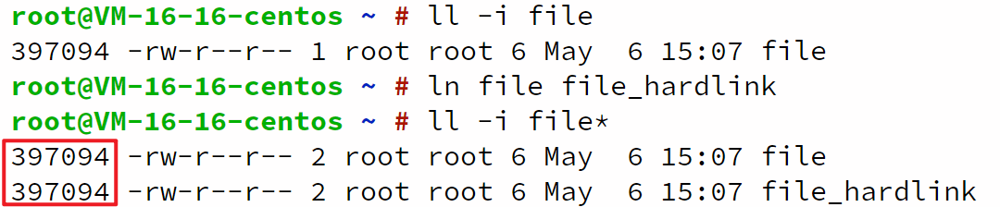 root@VM-16-16-centos ~ # ll -i file
397094 -rw-r--r-- 1 root root 6 May  6 15:07 file
root@VM-16-16-centos ~ # ln file file_hardlink
root@VM-16-16-centos ~ # ll -i file*
397094 -rw-r--r-- 2 root root 6 May  6 15:07 file
397094 -rw-r--r-- 2 root root 6 May  6 15:07 file_hardlink